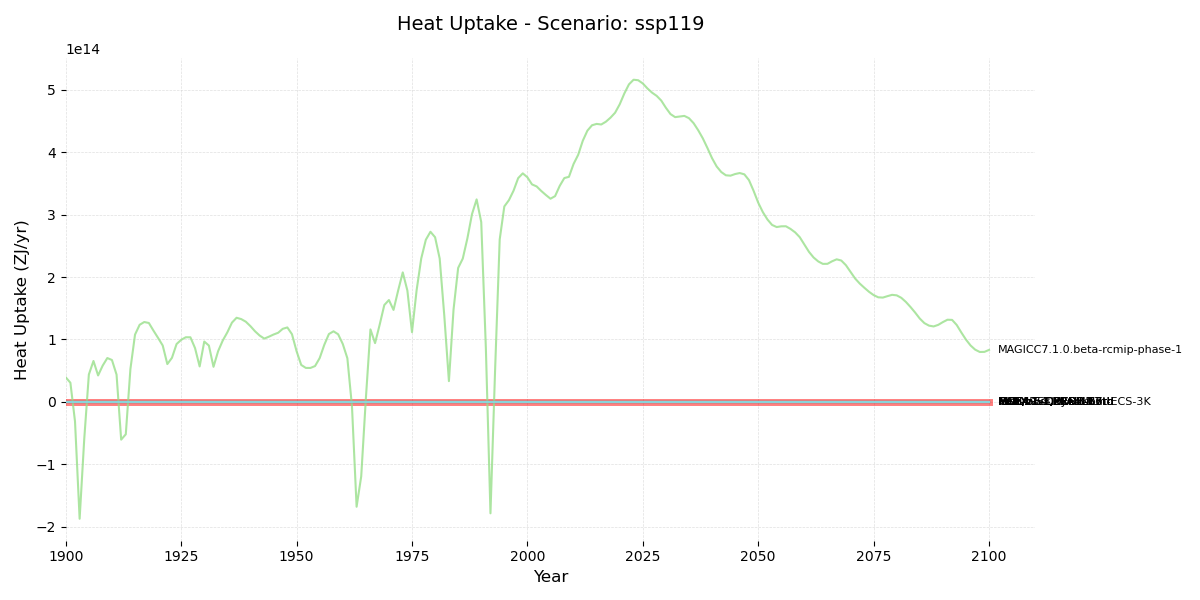 Heat Uptake - Scenario: ssp119
1e14
5
4
3
2
1
0
−1
−2
Heat Uptake (ZJ/yr)
MAGICC7.1.0.beta-rcmip-phase-1
ECS-3K
1900
1925
1950
1975
2000
2025
2050
2075
2100
Year